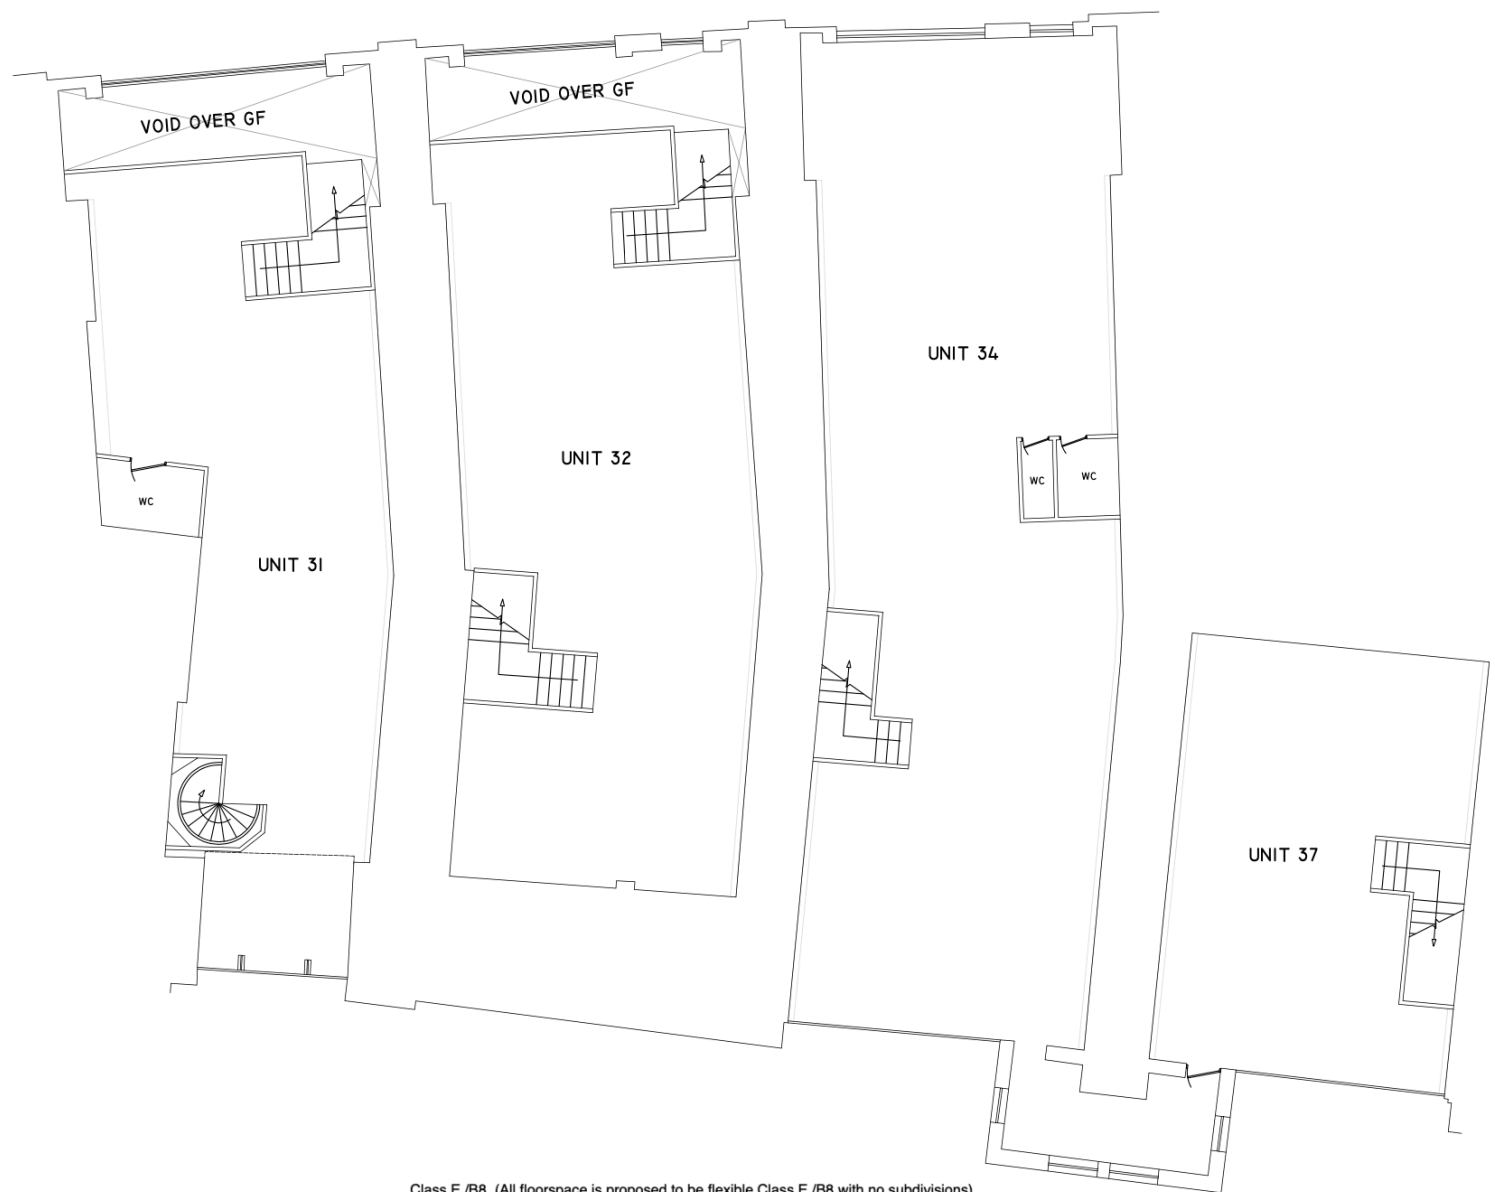 VOID OVER GF
VOID OVER GF
UNIT 34
UNIT 32
WC
WC
WC
UNIT 31
UNIT 37
Class E /B8 (All floorspace is proposed to be flexible Class E /B8 with no subdivisions)